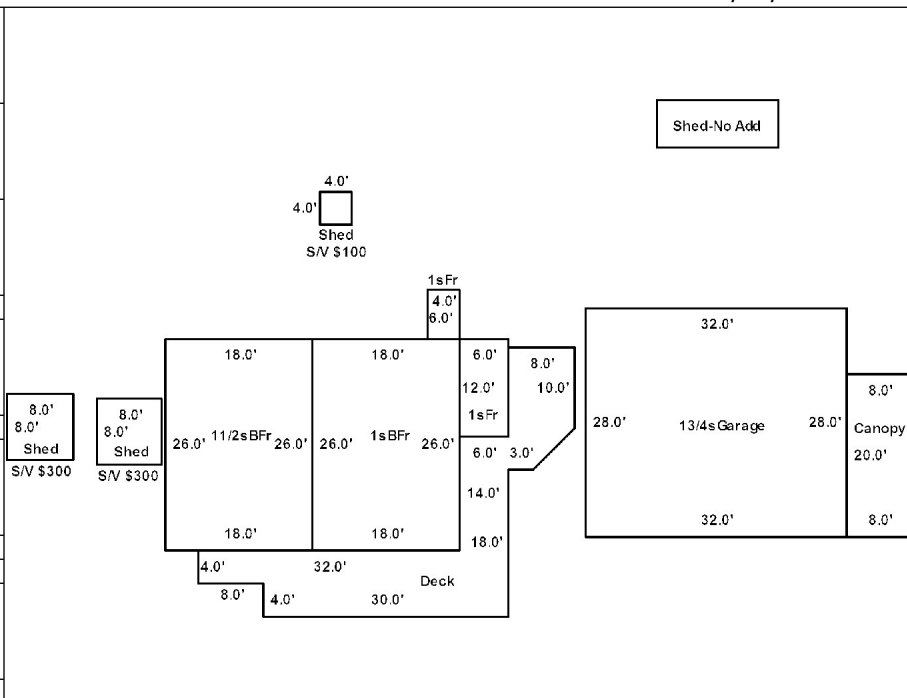 Shed-No Add
4.0'
4.0'
Shed
S/V $100
1sFr
4.0'
6.0'
32.0'
18.0'
18.0'
6.0'
8.0'
12.0'
10.0'
8.0'
8.0'
8.0'
Shed
S/V $300
8.0'
8.0'
Shed
S/V $300
26.0'
11/2sBFr
26.0'
26.0'
1sBFr
26.0'
1sFr
6.0'
3.0'
28.0'
13/4sGarage
28.0'
Canopy
20.0'
14.0'
18.0'
18.0'
18.0'
32.0'
8.0'
4.0'
32.0'
Deck
8.0'
4.0'
30.0'